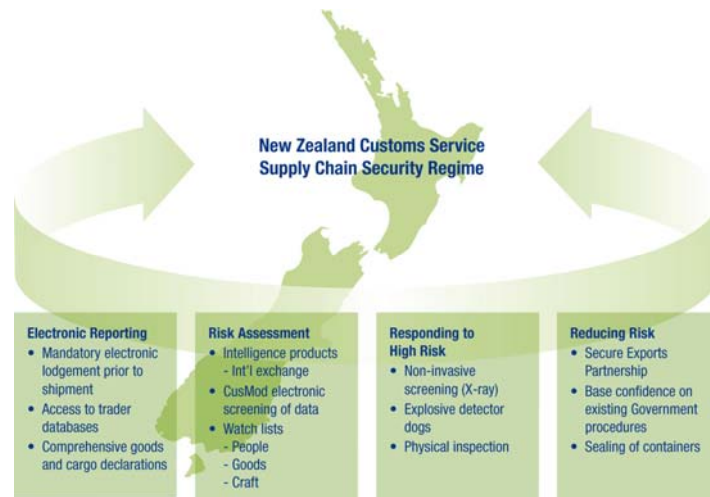 New Zealand Customs Service
Supply Chain Security Regime
Electronic Reporting
• Mandatory electronic
lodgement prior to
shipment
• Access to trader
databases
• Comprehensive goods
and cargo declarations
Risk Assessment
• Intelligence products
- Int'l exchange
• CusMod electronic
screening of data
• Watch lists
- People
- Goods
- Craft
Responding to
High Risk
• Non-invasive
screening (X-ray)
• Explosive detector
dogs
• Physical inspection
Reducing Risk
• Secure Exports
Partnership
• Base confidence on
existing Government
procedures
• Sealing of containers